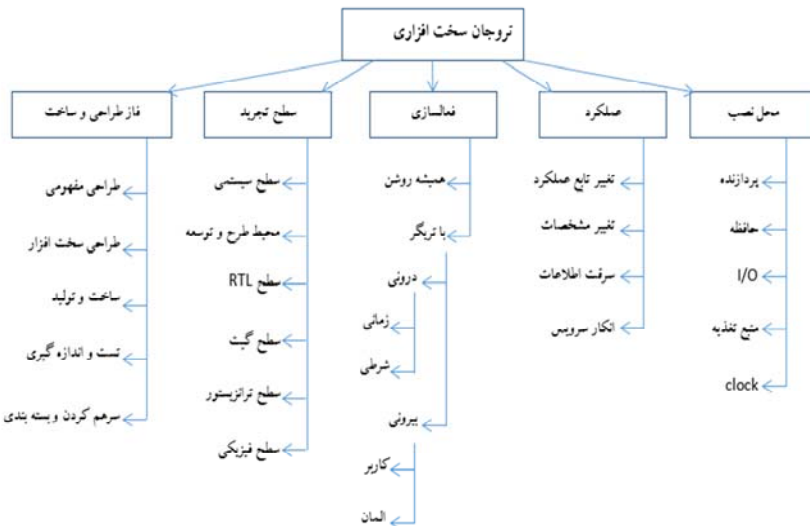 تروجان سخت افزاری
محل نصب
پردازنده
حافظه
I/O
منبع تغذیه
clock
عملکرد
تغییر تابع عملکرد
تغییر مشخصات
سرقت اطلاعات
انکار سرویس
فعالسازی
همیشه روشن
با تریگر
درونی
زمانی
شرطی
بیرونی
کاربر
المان
سطح تجرید
سطح سیستمی
محیط طرح و توسعه
سطح RTL
سطح گیت
سطح ترانزیستور
سطح فیزیکی
فاز طراحی و ساخت
طراحی مفهومی
طراحی سخت افزار
ساخت و تولید
تست و اندازه گیری
سرهم کردن و بسته بندی